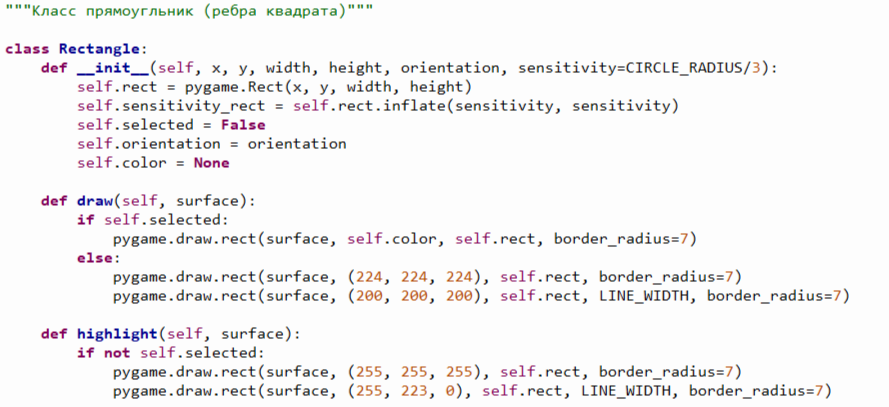 """Класс прямоугльник (ребра квадрата)"""
class Rectangle:
    def __init__(self, x, y, width, height, orientation, sensitivity=CIRCLE_RADIUS/3):
        self.rect = pygame.Rect(x, y, width, height)
        self.sensitivity_rect = self.rect.inflate(sensitivity, sensitivity)
        self.selected = False
        self.orientation = orientation
        self.color = None
    def draw(self, surface):
        if self.selected:
            pygame.draw.rect(surface, self.color, self.rect, border_radius=7)
        else:
            pygame.draw.rect(surface, (224, 224, 224), self.rect, border_radius=7)
            pygame.draw.rect(surface, (200, 200, 200), self.rect, LINE_WIDTH, border_radius=7)
    def highlight(self, surface):
        if not self.selected:
            pygame.draw.rect(surface, (255, 255, 255), self.rect, border_radius=7)
            pygame.draw.rect(surface, (255, 223, 0), self.rect, LINE_WIDTH, border_radius=7)